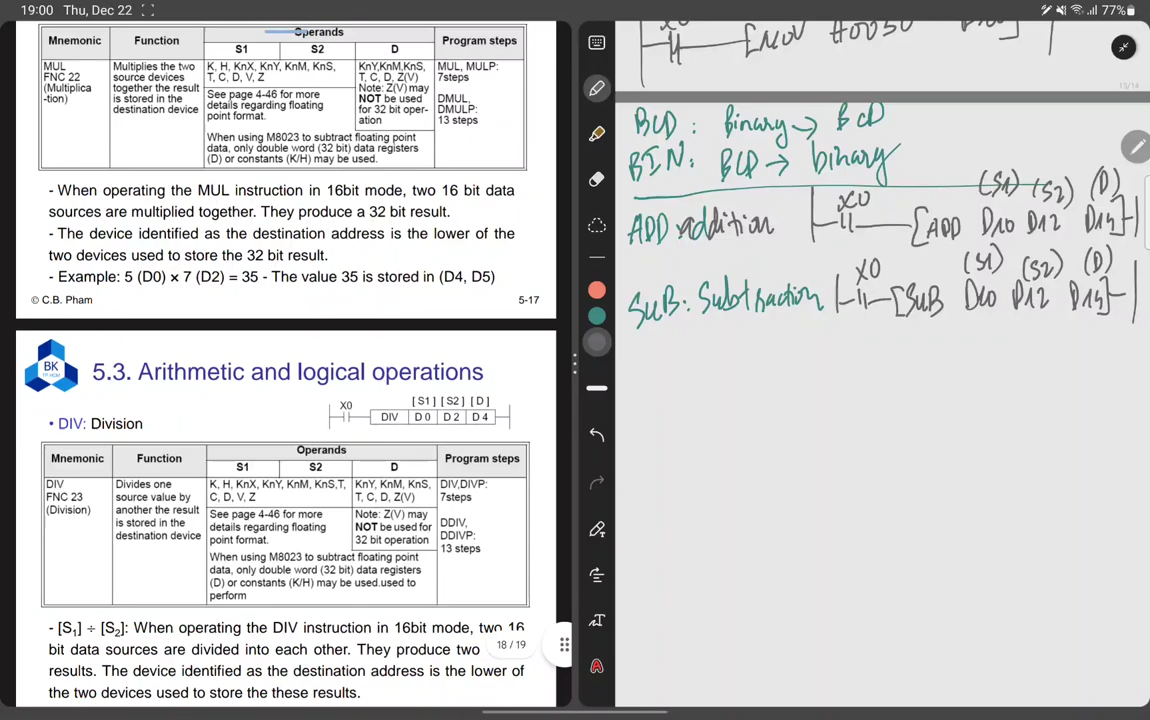 19:00 Thu, Dec 22
77%
Operands
Mnemonic Function S1 S2 D Program steps
MUL
FNC 22
(Multiplica
-tion)
Multiplies the two
source devices
together the result
is stored in the
destination device
K, H, KnX, KnY, KnM, KnS,
T, C, D, V, Z
See page 4-46 for more
details regarding floating
point format.
When using M8023 to subtract floating point
data, only double word (32 bit) data registers
(D) or constants (K/H) may be used.
KnY,KnM,KnS,
T, C, D, Z(V)
Note: Z(V) may
NOT be used
for 32 bit oper-
ation
MUL, MULP:
7steps
DMUL,
DMULP:
13 steps
- When operating the MUL instruction in 16bit mode, two 16 bit data
sources are multiplied together. They produce a 32 bit result.
- The device identified as the destination address is the lower of the
two devices used to store the 32 bit result.
- Example: 5 (D0) × 7 (D2) = 35 - The value 35 is stored in (D4, D5)
© C.B. Pham 5-17
BK
TP.HCM
5.3. Arithmetic and logical operations
[ S1 ] [ S2 ] [ D ]
X0
DIV D 0 D 2 D 4
• DIV: Division
Operands
Mnemonic Function S1 S2 D Program steps
DIV
FNC 23
(Division)
Divides one
source value by
another the result
is stored in the
destination device
K, H, KnX, KnY, KnM, KnS,T,
C, D, V, Z
See page 4-46 for more
details regarding floating
point format.
When using M8023 to subtract floating point
data, only double word (32 bit) data registers
(D) or constants (K/H) may be used.used to
perform
KnY, KnM, KnS,
T, C, D, Z(V)
Note: Z(V) may
NOT be used for
32 bit operation
DIV,DIVP:
7steps
DDIV,
DDIVP:
13 steps
- [S1] ÷ [S2]: When operating the DIV instruction in 16bit mode, two 16
bit data sources are divided into each other. They produce two
results. The device identified as the destination address is the lower of
the two devices used to store the these results.
18 / 19
X0
[MOV H0050
13/14
BCD: Binary → BCD
BIN: BCD → binary
(S1) (S2) (D)
X0
ADD addition [ADD D10 D12 D14]
(S1) (S2) (D)
X0
SUB: Subtraction [SUB D10 D12 D14]